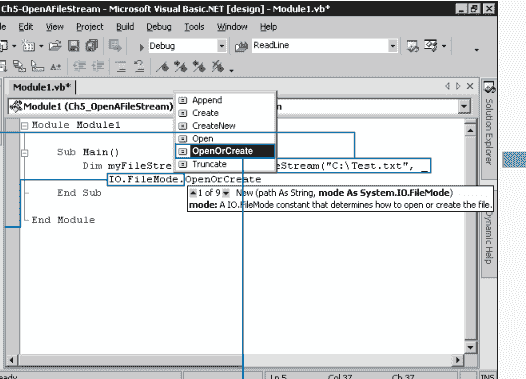 Ch5-OpenAFileStream - Microsoft Visual Basic.NET [design] - Module1.vb*
le Edit View Project Build Debug Tools Window Help
Debug ReadLine
Module1.vb*
Module1 (Ch5_OpenAFileStream)
n
Append
Create
CreateNew
Open
OpenOrCreate
Truncate
Module Module1
Sub Main()
Dim myFileStre eStream("C:\Test.txt", _
IO.FileMode.OpenOrCreate
1 of 9 New (path As String, mode As System.IO.FileMode)
mode: A IO.FileMode constant that determines how to open or create the file.
End Sub
End Module
Solution Explorer
Dynamic Help
eady Ln 5 Col 37 Ch 37 INS